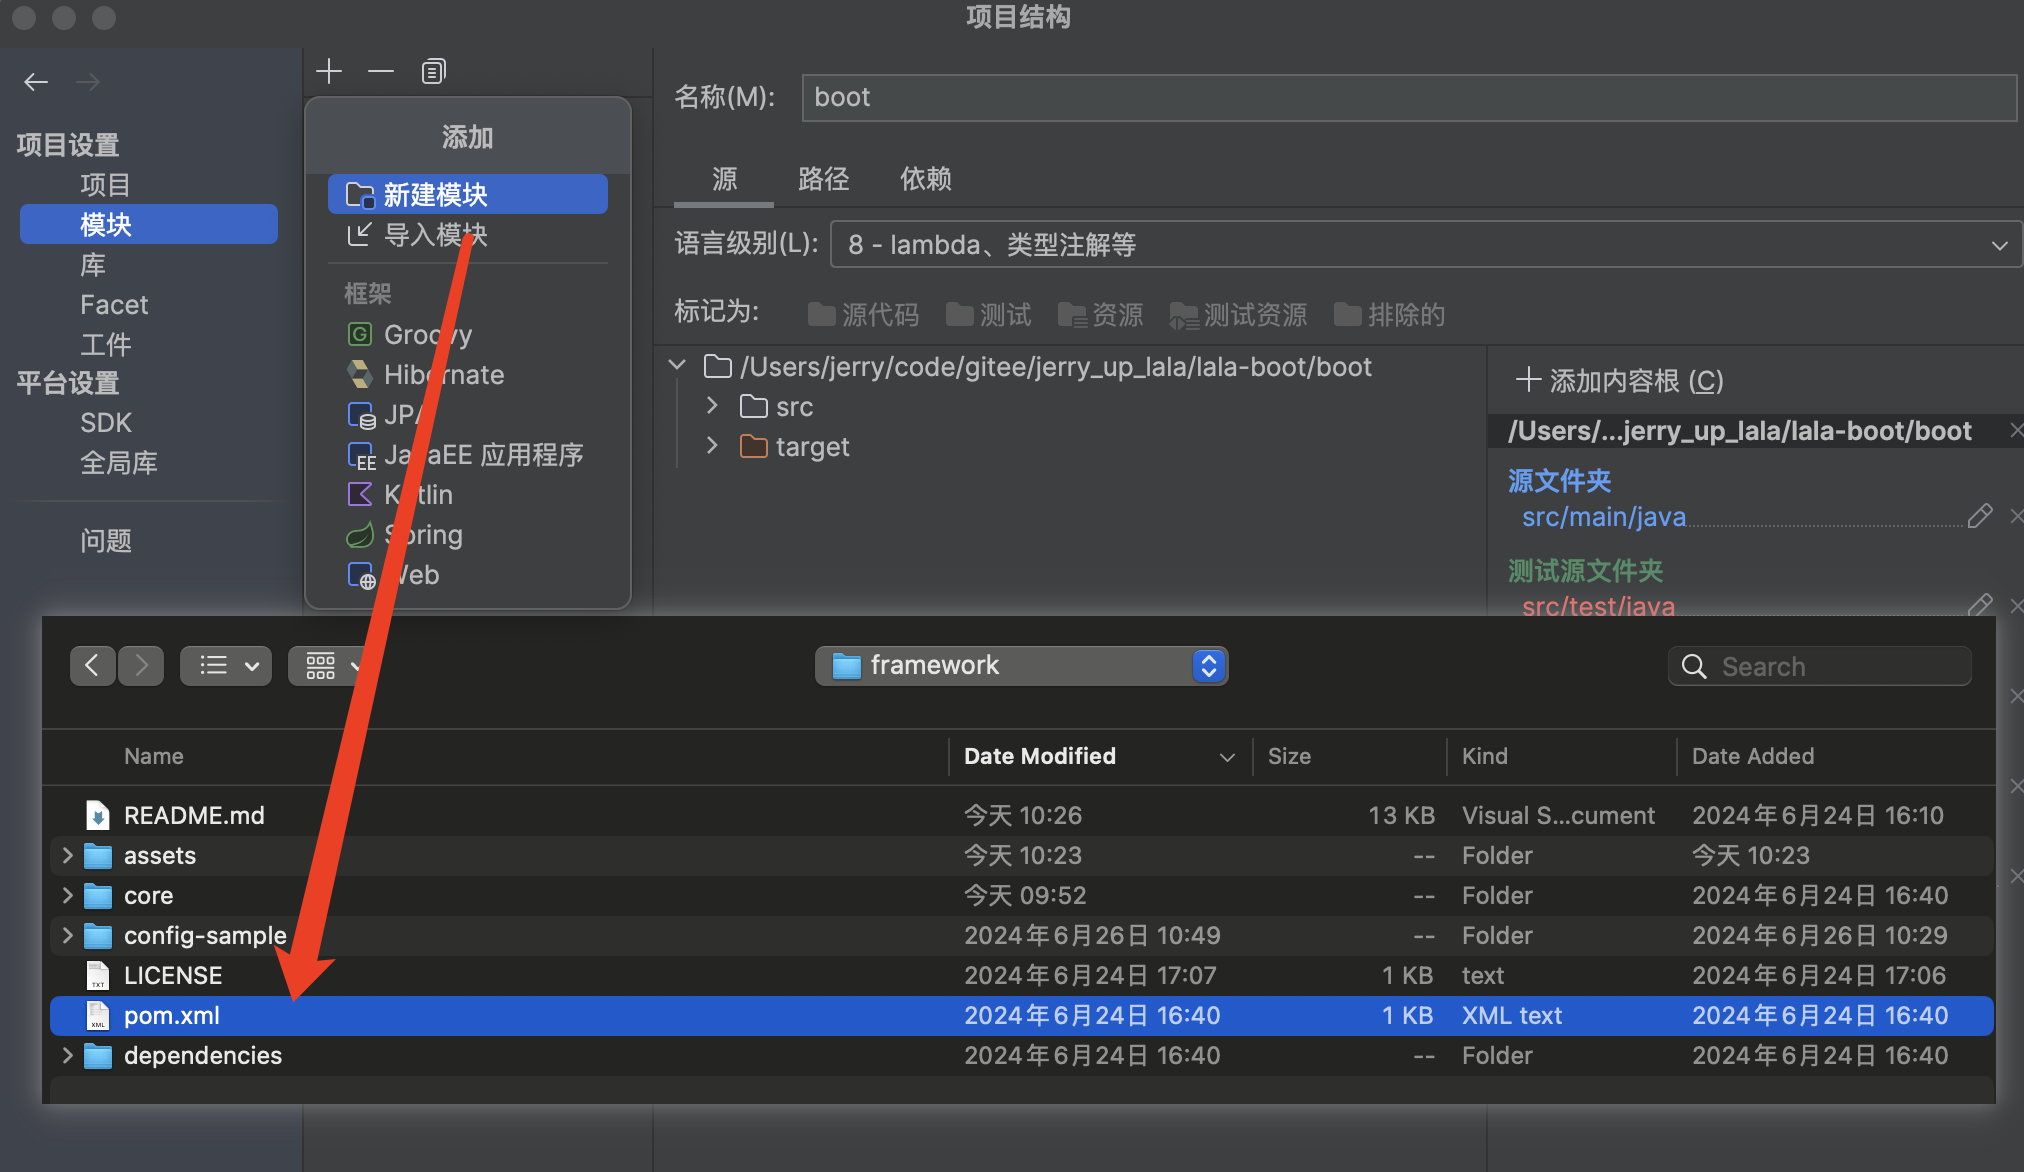 项目结构
项目设置
项目
模块
库
Facet
工件
平台设置
SDK
全局库
问题
添加
新建模块
导入模块
框架
Groovy
Hibernate
JPA
JavaEE 应用程序
Kotlin
Spring
Web
名称(M):
boot
源 路径 依赖
语言级别(L): 8 - lambda、类型注解等
标记为: 源代码 测试 资源 测试资源 排除的
/Users/jerry/code/gitee/jerry_up_lala/lala-boot/boot
src
target
添加内容根 (C)
/Users/...jerry_up_lala/lala-boot/boot
源文件夹
src/main/java
测试源文件夹
src/test/java
framework
Search
Name Date Modified Size Kind Date Added
README.md 今天 10:26 13 KB Visual S...cument 2024年6月24日 16:10
assets 今天 10:23 -- Folder 今天 10:23
core 今天 09:52 -- Folder 2024年6月24日 16:40
config-sample 2024年6月26日 10:49 -- Folder 2024年6月26日 10:29
LICENSE 2024年6月24日 17:07 1 KB text 2024年6月24日 17:06
pom.xml 2024年6月24日 16:40 1 KB XML text 2024年6月24日 16:40
dependencies 2024年6月24日 16:40 -- Folder 2024年6月24日 16:40